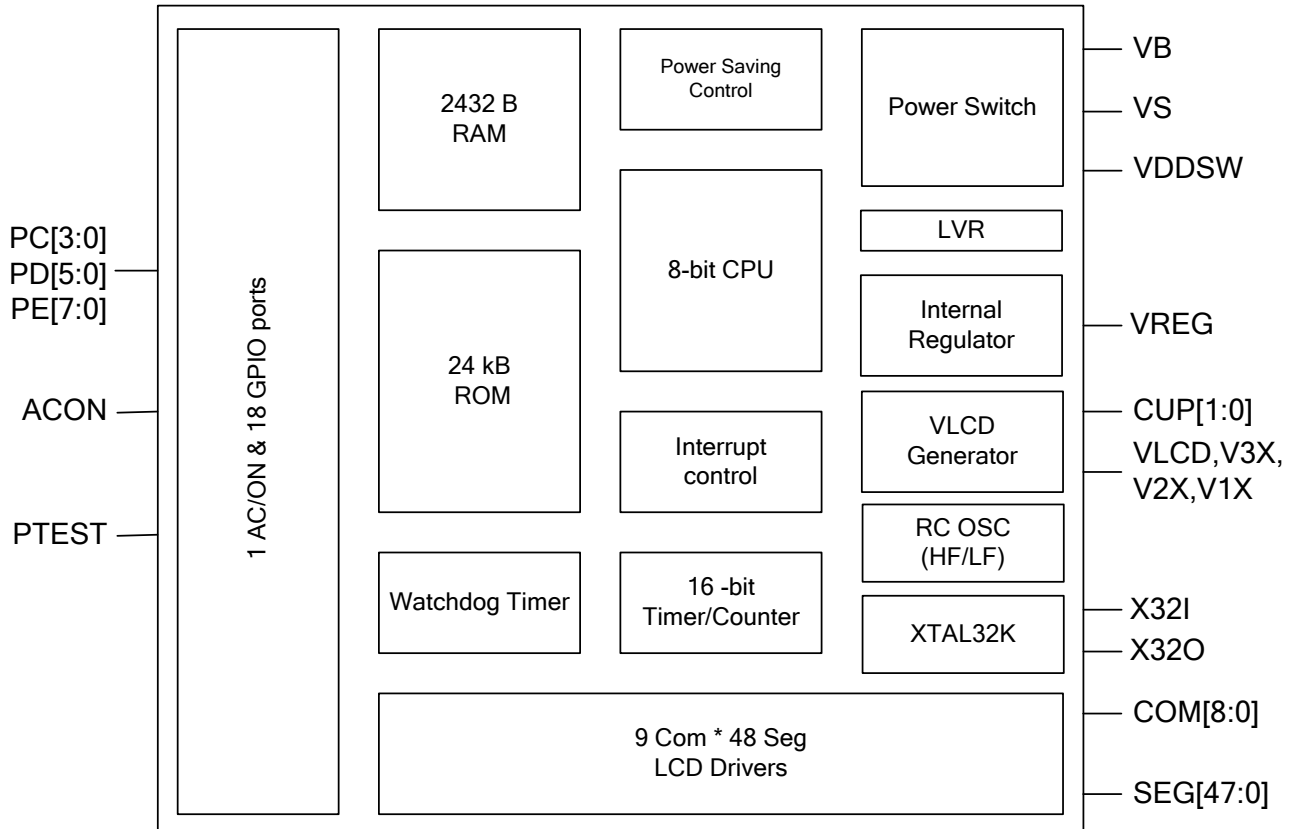 PC[3:0]
PD[5:0]
PE[7:0]
ACON
PTEST
1 AC/ON & 18 GPIO ports
2432 B
RAM
24 kB
ROM
Watchdog Timer
Power Saving
Control
8-bit CPU
Interrupt
control
16 -bit
Timer/Counter
Power Switch
LVR
Internal
Regulator
VLCD
Generator
RC OSC
(HF/LF)
XTAL32K
9 Com * 48 Seg
LCD Drivers
VB
VS
VDDSW
VREG
CUP[1:0]
VLCD,V3X,
V2X,V1X
X32I
X32O
COM[8:0]
SEG[47:0]